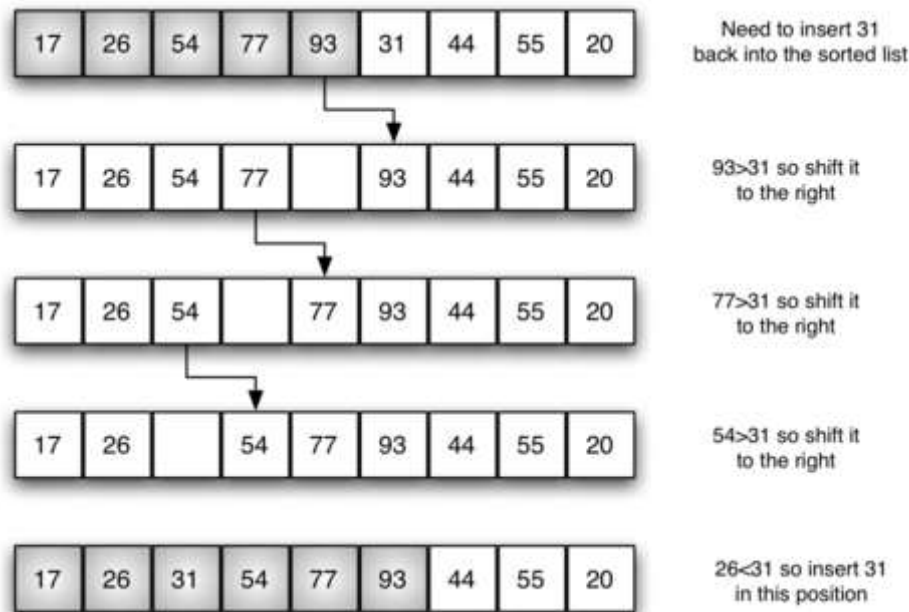 17 26 54 77 93 31 44 55 20
Need to insert 31
back into the sorted list
17 26 54 77 93 44 55 20
93>31 so shift it
to the right
17 26 54 77 93 44 55 20
77>31 so shift it
to the right
17 26 54 77 93 44 55 20
54>31 so shift it
to the right
17 26 31 54 77 93 44 55 20
26<31 so insert 31
in this position